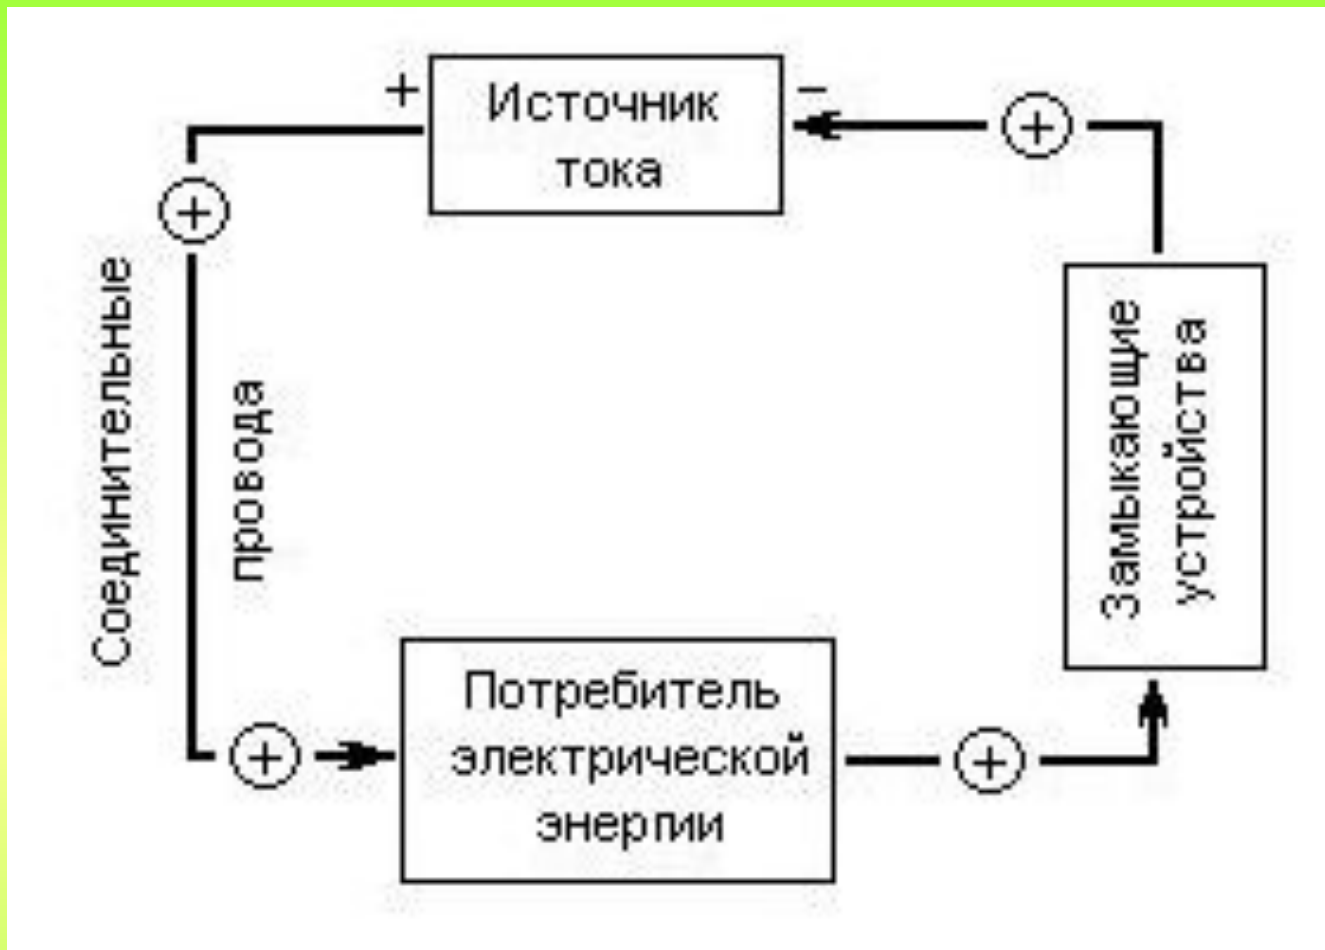 + Источник −
тока
+
+
Соединительные
провода
Замыкающие
устройства
Потребитель
электрической
энергии
+
+